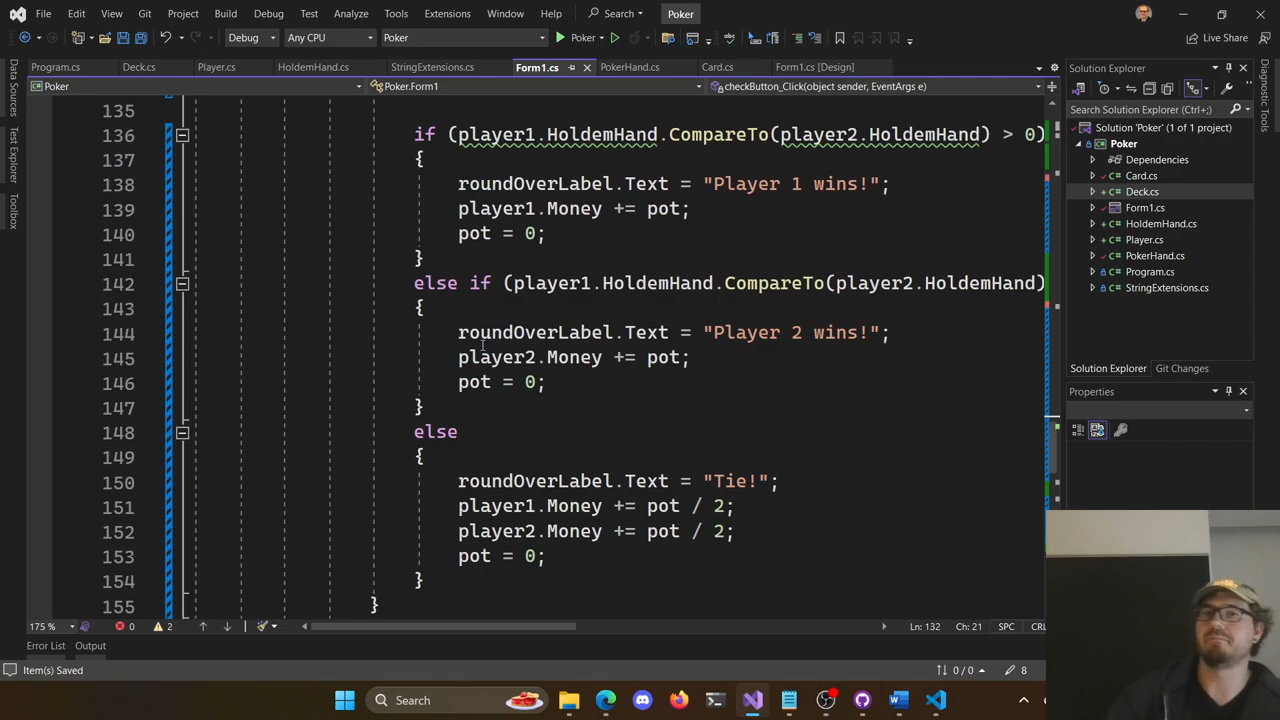 File Edit View Git Project Build Debug Test Analyze Tools Extensions Window Help Search Poker
Debug Any CPU Poker Poker Live Share
Program.cs Deck.cs Player.cs HoldemHand.cs StringExtensions.cs Form1.cs PokerHand.cs Card.cs Form1.cs [Design]
Poker Poker.Form1 checkButton_Click(object sender, EventArgs e)
Data Sources
Test Explorer
Toolbox
135
136 if (player1.HoldemHand.CompareTo(player2.HoldemHand) > 0)
137 {
138 roundOverLabel.Text = "Player 1 wins!";
139 player1.Money += pot;
140 pot = 0;
141 }
142 else if (player1.HoldemHand.CompareTo(player2.HoldemHand)
143 {
144 roundOverLabel.Text = "Player 2 wins!";
145 player2.Money += pot;
146 pot = 0;
147 }
148 else
149 {
150 roundOverLabel.Text = "Tie!";
151 player1.Money += pot / 2;
152 player2.Money += pot / 2;
153 pot = 0;
154 }
155 }
175 % 0 2 Ln: 132 Ch: 21 SPC CRL
Error List Output
Item(s) Saved 0 / 0 8
Solution Explorer
Search Solution Explorer (Ctrl+;)
Solution 'Poker' (1 of 1 project)
Poker
Dependencies
Card.cs
Deck.cs
Form1.cs
HoldemHand.cs
Player.cs
PokerHand.cs
Program.cs
StringExtensions.cs
Solution Explorer Git Changes
Properties
Diagnostic Tools
Search